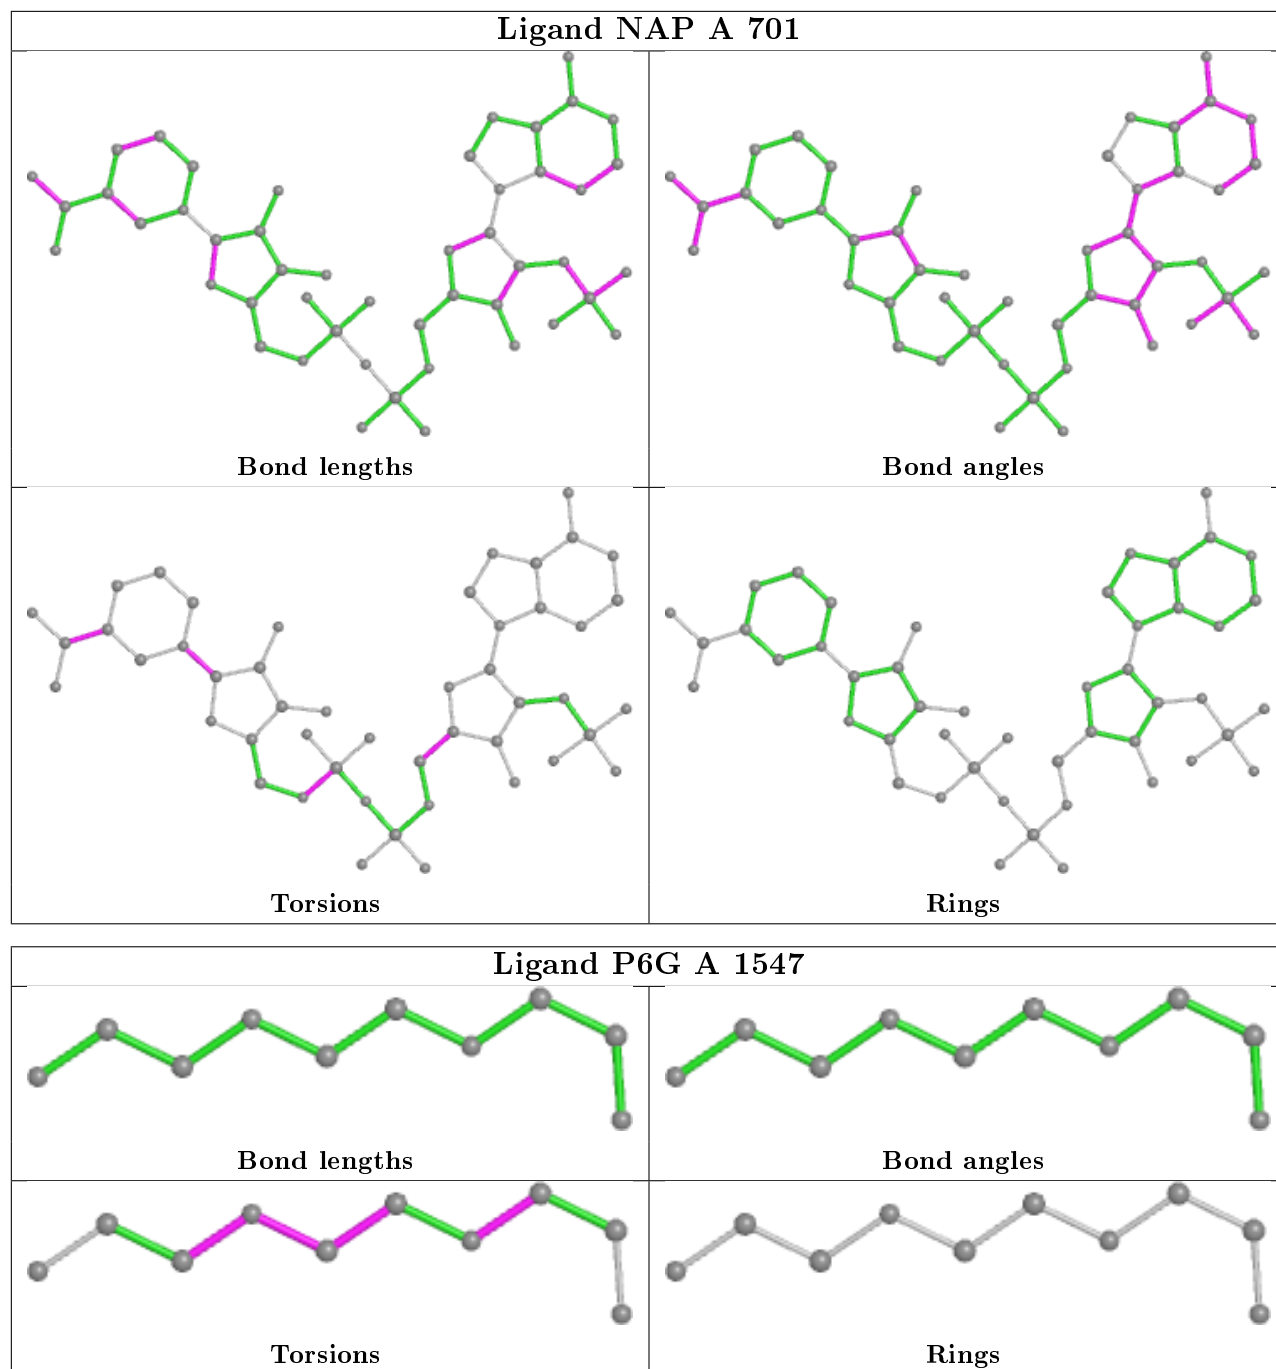 Ligand NAP A 701
Bond lengths
Bond angles
Torsions
Rings
Ligand P6G A 1547
Bond lengths
Bond angles
Torsions
Rings